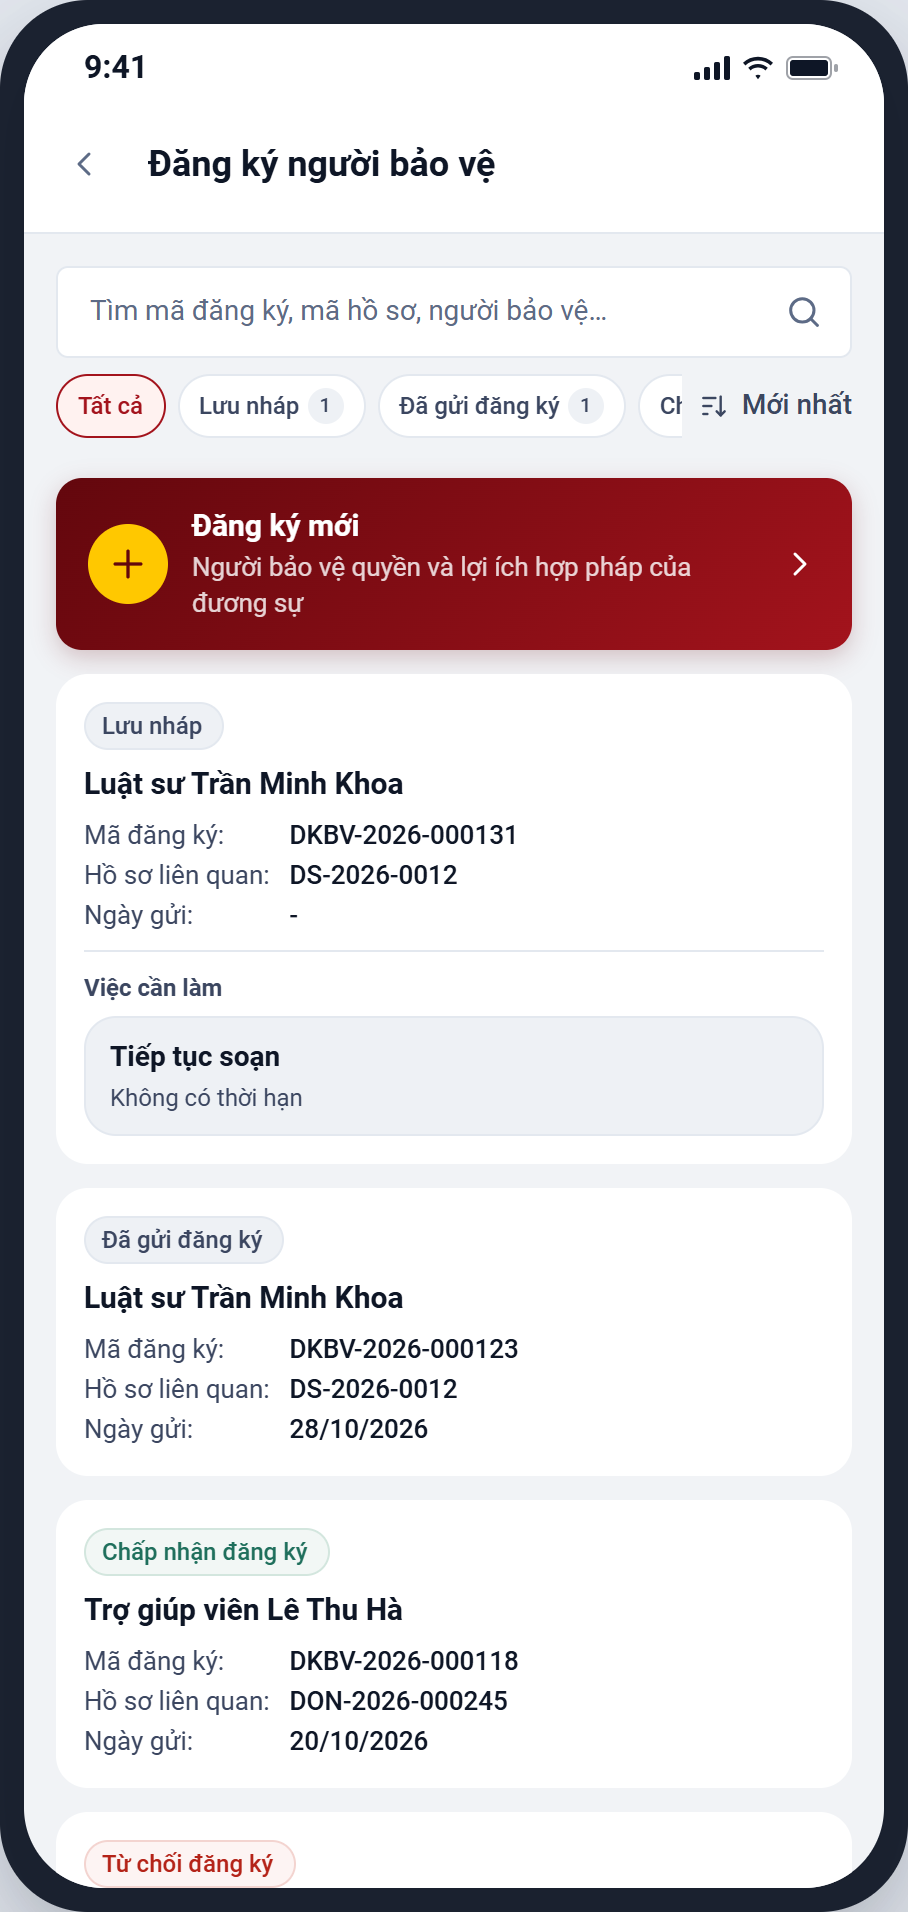 9:41
Đăng ký người bảo vệ
Tìm mã đăng ký, mã hồ sơ, người bảo vệ...
Tất cả
Lưu nháp 1
Đã gửi đăng ký 1
Mới nhất
Đăng ký mới
Người bảo vệ quyền và lợi ích hợp pháp của
đương sự
Lưu nháp
Luật sư Trần Minh Khoa
Mã đăng ký: DKBV-2026-000131
Hồ sơ liên quan: DS-2026-0012
Ngày gửi: -
Việc cần làm
Tiếp tục soạn
Không có thời hạn
Đã gửi đăng ký
Luật sư Trần Minh Khoa
Mã đăng ký: DKBV-2026-000123
Hồ sơ liên quan: DS-2026-0012
Ngày gửi: 28/10/2026
Chấp nhận đăng ký
Trợ giúp viên Lê Thu Hà
Mã đăng ký: DKBV-2026-000118
Hồ sơ liên quan: DON-2026-000245
Ngày gửi: 20/10/2026
Từ chối đăng ký